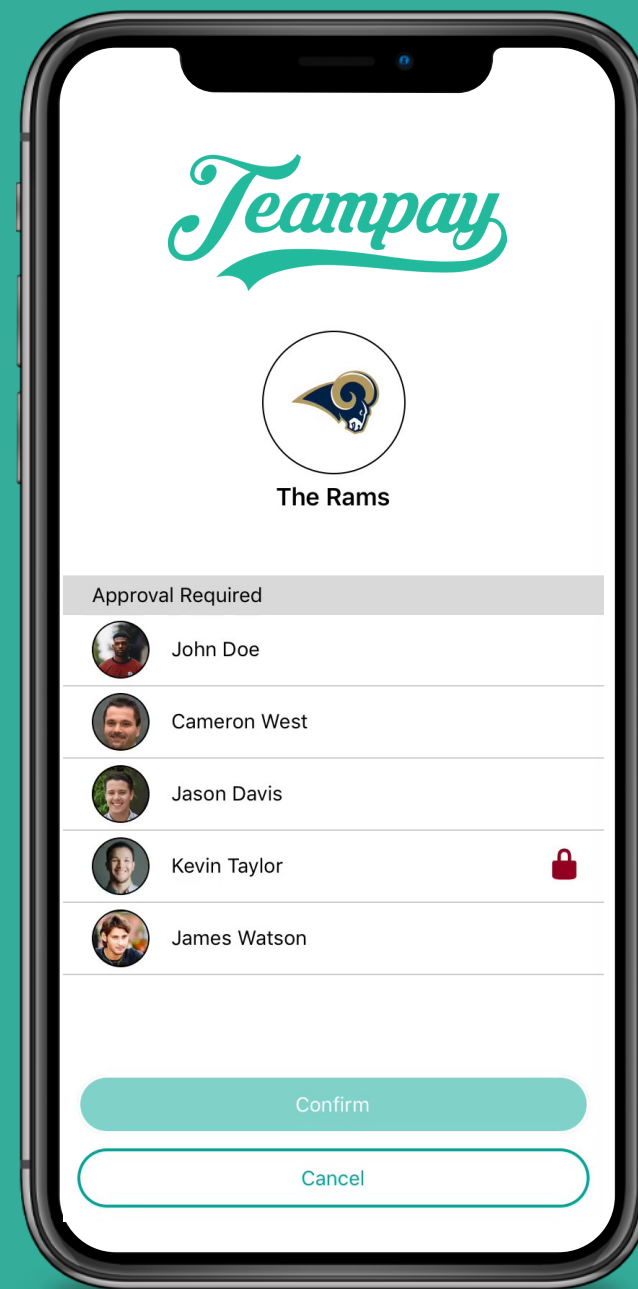 Teampay
The Rams
Approval Required
John Doe
Cameron West
Jason Davis
Kevin Taylor
James Watson
Confirm
Cancel